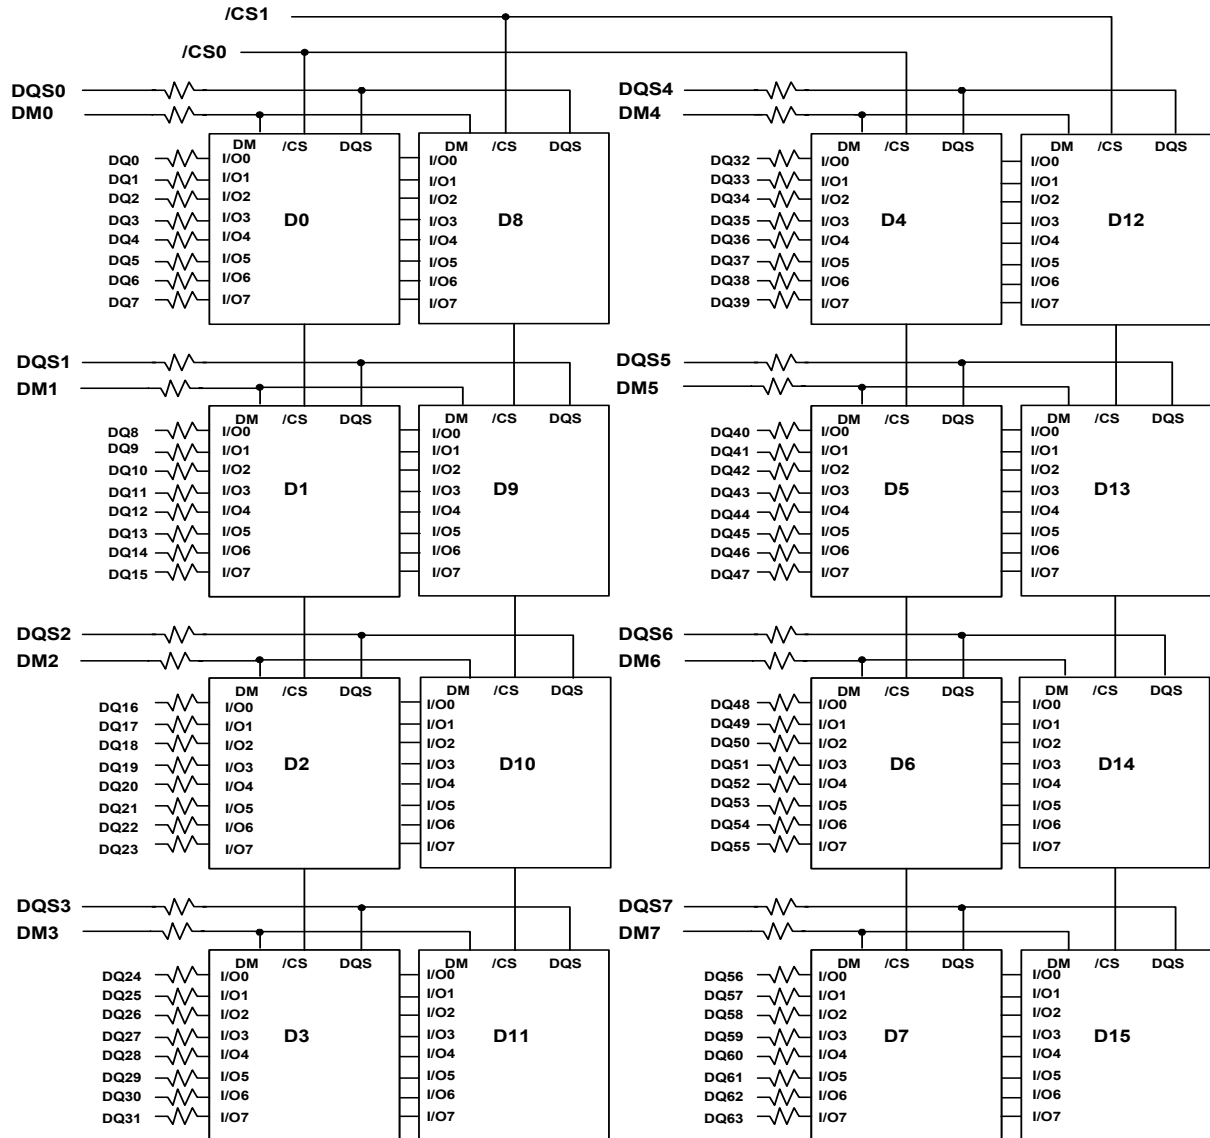 /CS1
/CS0
DQS0 DQS4
DM0 DM4
DM /CS DQS DM /CS DQS DM /CS DQS DM /CS DQS
DQ0 I/O0 I/O0 DQ32 I/O0 I/O0
DQ1 I/O1 I/O1 DQ33 I/O1 I/O1
DQ2 I/O2 I/O2 DQ34 I/O2 I/O2
DQ3 I/O3 D0 I/O3 D8 DQ35 I/O3 D4 I/O3 D12
DQ4 I/O4 I/O4 DQ36 I/O4 I/O4
DQ5 I/O5 I/O5 DQ37 I/O5 I/O5
DQ6 I/O6 I/O6 DQ38 I/O6 I/O6
DQ7 I/O7 I/O7 DQ39 I/O7 I/O7
DQS1 DQS5
DM1 DM5
DM /CS DQS DM /CS DQS DM /CS DQS DM /CS DQS
DQ8 I/O0 I/O0 DQ40 I/O0 I/O0
DQ9 I/O1 I/O1 DQ41 I/O1 I/O1
DQ10 I/O2 I/O2 DQ42 I/O2 I/O2
DQ11 I/O3 D1 I/O3 D9 DQ43 I/O3 D5 I/O3 D13
DQ12 I/O4 I/O4 DQ44 I/O4 I/O4
DQ13 I/O5 I/O5 DQ45 I/O5 I/O5
DQ14 I/O6 I/O6 DQ46 I/O6 I/O6
DQ15 I/O7 I/O7 DQ47 I/O7 I/O7
DQS2 DQS6
DM2 DM6
DM /CS DQS DM /CS DQS DM /CS DQS DM /CS DQS
DQ16 I/O0 I/O0 DQ48 I/O0 I/O0
DQ17 I/O1 I/O1 DQ49 I/O1 I/O1
DQ18 I/O2 I/O2 DQ50 I/O2 I/O2
DQ19 I/O3 D2 I/O3 D10 DQ51 I/O3 D6 I/O3 D14
DQ20 I/O4 I/O4 DQ52 I/O4 I/O4
DQ21 I/O5 I/O5 DQ53 I/O5 I/O5
DQ22 I/O6 I/O6 DQ54 I/O6 I/O6
DQ23 I/O7 I/O7 DQ55 I/O7 I/O7
DQS3 DQS7
DM3 DM7
DM /CS DQS DM /CS DQS DM /CS DQS DM /CS DQS
DQ24 I/O0 I/O0 DQ56 I/O0 I/O0
DQ25 I/O1 I/O1 DQ57 I/O1 I/O1
DQ26 I/O2 I/O2 DQ58 I/O2 I/O2
DQ27 I/O3 D3 I/O3 D11 DQ59 I/O3 D7 I/O3 D15
DQ28 I/O4 I/O4 DQ60 I/O4 I/O4
DQ29 I/O5 I/O5 DQ61 I/O5 I/O5
DQ30 I/O6 I/O6 DQ62 I/O6 I/O6
DQ31 I/O7 I/O7 DQ63 I/O7 I/O7